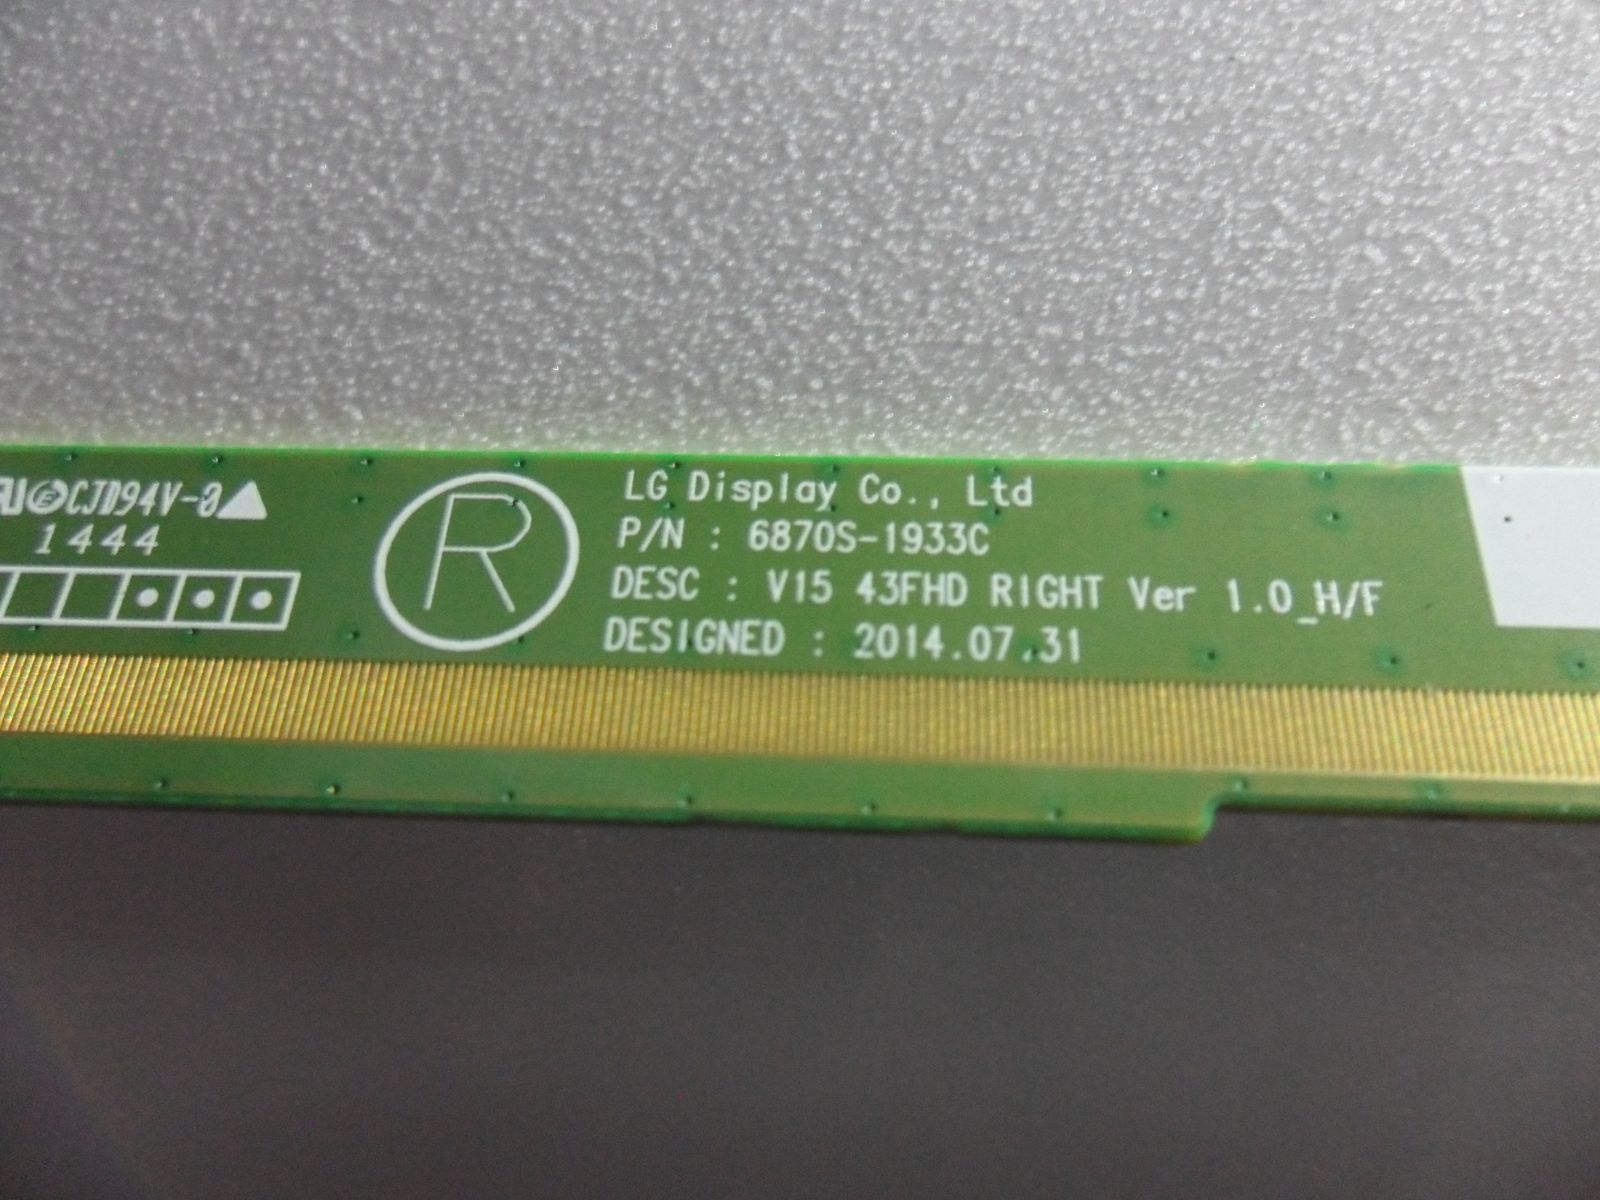 CJD94V-0
1444
R
LG Display Co., Ltd
P/N : 6870S-1933C
DESC : V15 43FHD RIGHT Ver 1.0_H/F
DESIGNED : 2014.07.31